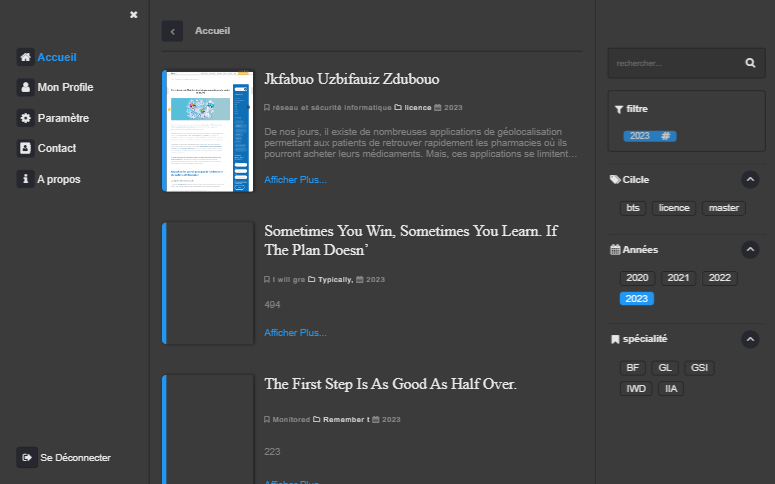 Accueil
Mon Profile
Paramètre
Contact
A propos
Se Déconnecter
Accueil
Jkfabuo Uzbifauiz Zdubouo
réseau et sécurité informatique licence 2023
De nos jours, il existe de nombreuses applications de géolocalisation
permettant aux patients de retrouver rapidement les pharmacies où ils
pourront acheter leurs médicaments. Mais, ces applications se limitent...
Afficher Plus...
Sometimes You Win, Sometimes You Learn. If
The Plan Doesn’
I will gre Typically, 2023
494
Afficher Plus...
The First Step Is As Good As Half Over.
Monitored Remember t 2023
223
Afficher Plus...
rechercher...
filtre
2023 #
Cilcle
bts licence master
Années
2020 2021 2022
2023
spécialité
BF GL GSI
IWD IIA